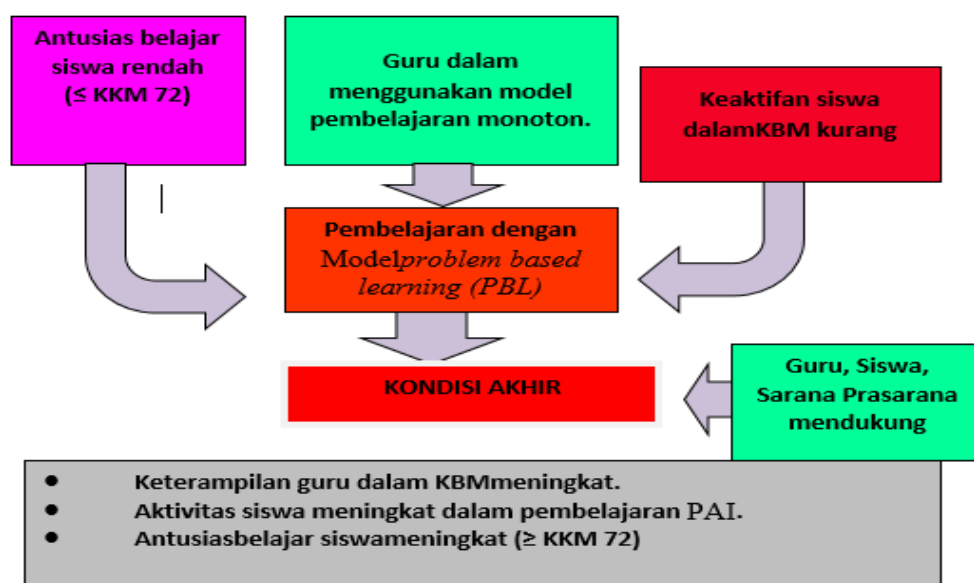 Antusias belajar
siswa rendah
(≤ KKM 72)
Guru dalam
menggunakan model
pembelajaran monoton.
Keaktifan siswa
dalamKBM kurang
Pembelajaran dengan
Modelproblem based
learning (PBL)
KONDISI AKHIR
Guru, Siswa,
Sarana Prasarana
mendukung
• Keterampilan guru dalam KBMmeningkat.
• Aktivitas siswa meningkat dalam pembelajaran PAI.
• Antusiasbelajar siswameningkat (≥ KKM 72)